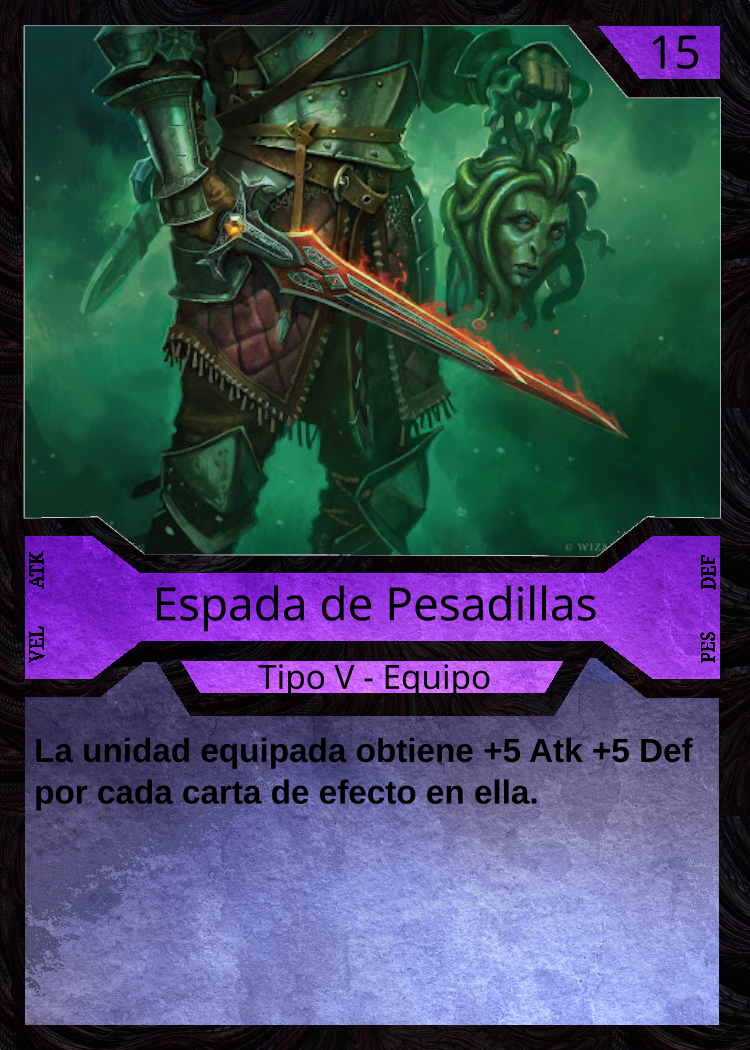 15
© WIZA
ATK
DEF
Espada de Pesadillas
VEL
PES
Tipo V - Equipo
La unidad equipada obtiene +5 Atk +5 Def
por cada carta de efecto en ella.